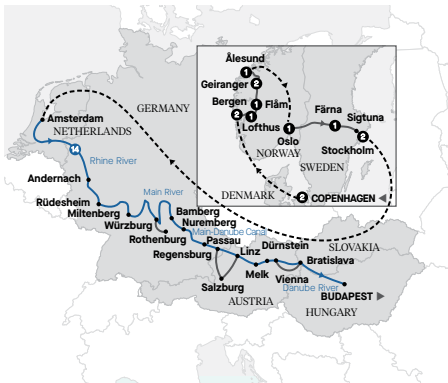 Ålesund
1
Geiranger
2
Bergen
2
1
Flåm
1
Lofthus
1
Oslo
NORWAY
Färna
1
Sigtuna
2
Stockholm
SWEDEN
DENMARK
2
COPENHAGEN
GERMANY
Amsterdam
NETHERLANDS
14
Rhine River
Andernach
Rüdesheim
Miltenberg
Main River
Würzburg
Rothenburg
Bamberg
Nuremberg
Main-Danube Cana
Regensburg
Passau
Linz
Salzburg
Melk
Dürnstein
Vienna
Bratislava
SLOVAKIA
Danube River
BUDAPEST
AUSTRIA
HUNGARY